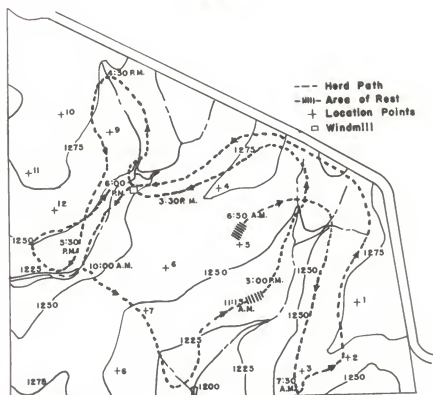 4:30 P.M.
--- Herd Path
Area of Rest
+ Location Points
Windmill
+10
+9
1275
1275
+11
6:00
P.M.
+4
3:30 P.M.
12
+
6:50 A.M.
1250
5:30
P.M.
+5
1225
10:00 A.M.
+6
1250
3:00 P.M.
1250
1275
1250
11:15
A.M.
+1
+7
1250
1225
+2
+6
1225
+3
1275
1200
7:30
A.M.
1250